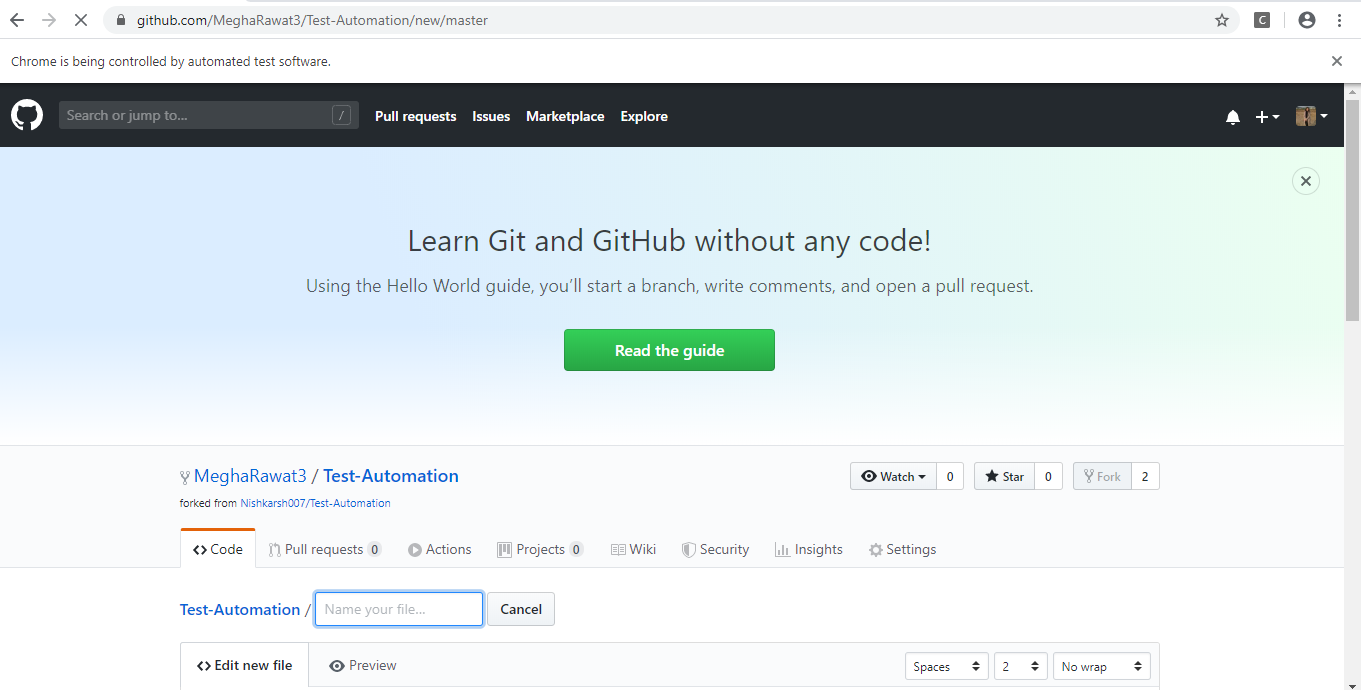 github.com/MeghaRawat3/Test-Automation/new/master
C
Chrome is being controlled by automated test software.
Search or jump to... /
Pull requests Issues Marketplace Explore
Learn Git and GitHub without any code!
Using the Hello World guide, you’ll start a branch, write comments, and open a pull request.
Read the guide
MeghaRawat3 / Test-Automation
Watch 0 Star 0 Fork 2
forked from Nishkarsh007/Test-Automation
Code Pull requests 0 Actions Projects 0 Wiki Security Insights Settings
Test-Automation / Name your file... Cancel
Edit new file Preview Spaces 2 No wrap